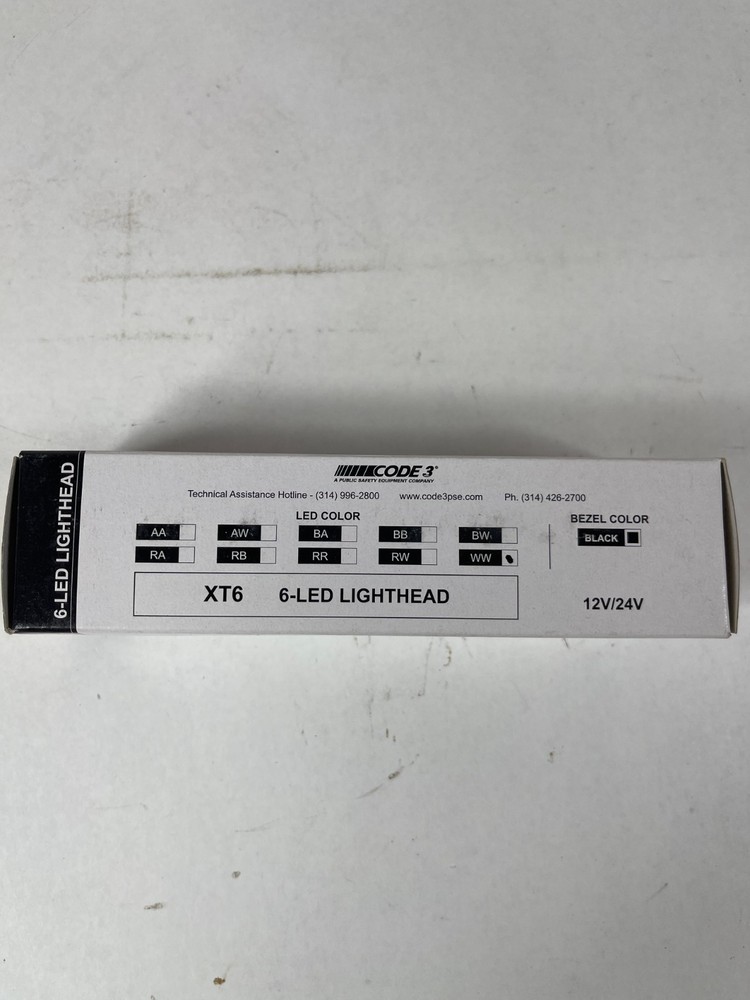 6-LED LIGHTHEAD
CODE 3®
A PUBLIC SAFETY EQUIPMENT COMPANY
Technical Assistance Hotline - (314) 996-2800 www.code3pse.com Ph. (314) 426-2700
LED COLOR
AA AW BA BB BW
RA RB RR RW WW
BEZEL COLOR
BLACK
XT6 6-LED LIGHTHEAD
12V/24V